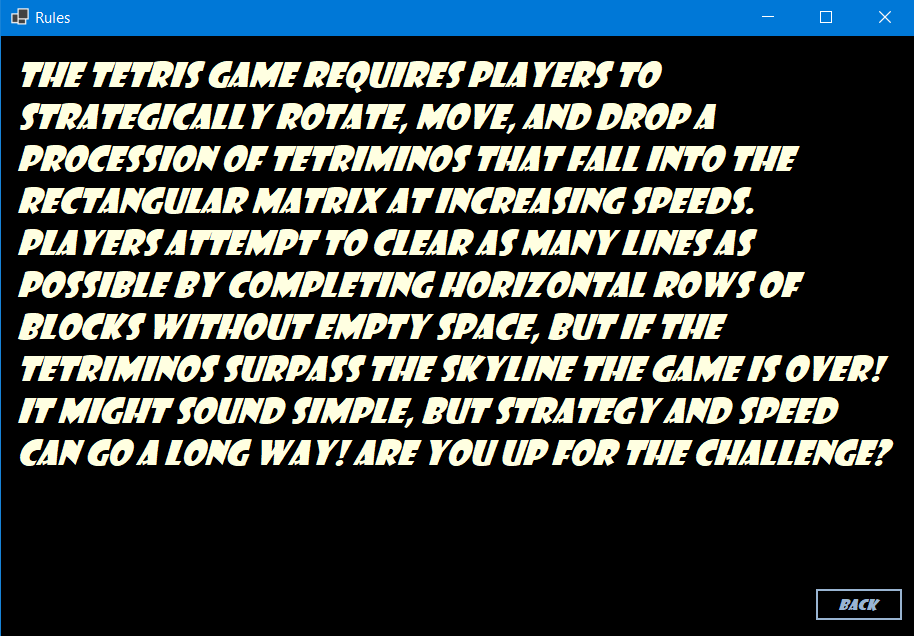 Rules
THE TETRIS GAME REQUIRES PLAYERS TO
STRATEGICALLY ROTATE, MOVE, AND DROP A
PROCESSION OF TETRIMINOS THAT FALL INTO THE
RECTANGULAR MATRIX AT INCREASING SPEEDS.
PLAYERS ATTEMPT TO CLEAR AS MANY LINES AS
POSSIBLE BY COMPLETING HORIZONTAL ROWS OF
BLOCKS WITHOUT EMPTY SPACE, BUT IF THE
TETRIMINOS SURPASS THE SKYLINE THE GAME IS OVER!
IT MIGHT SOUND SIMPLE, BUT STRATEGY AND SPEED
CAN GO A LONG WAY! ARE YOU UP FOR THE CHALLENGE?
BACK